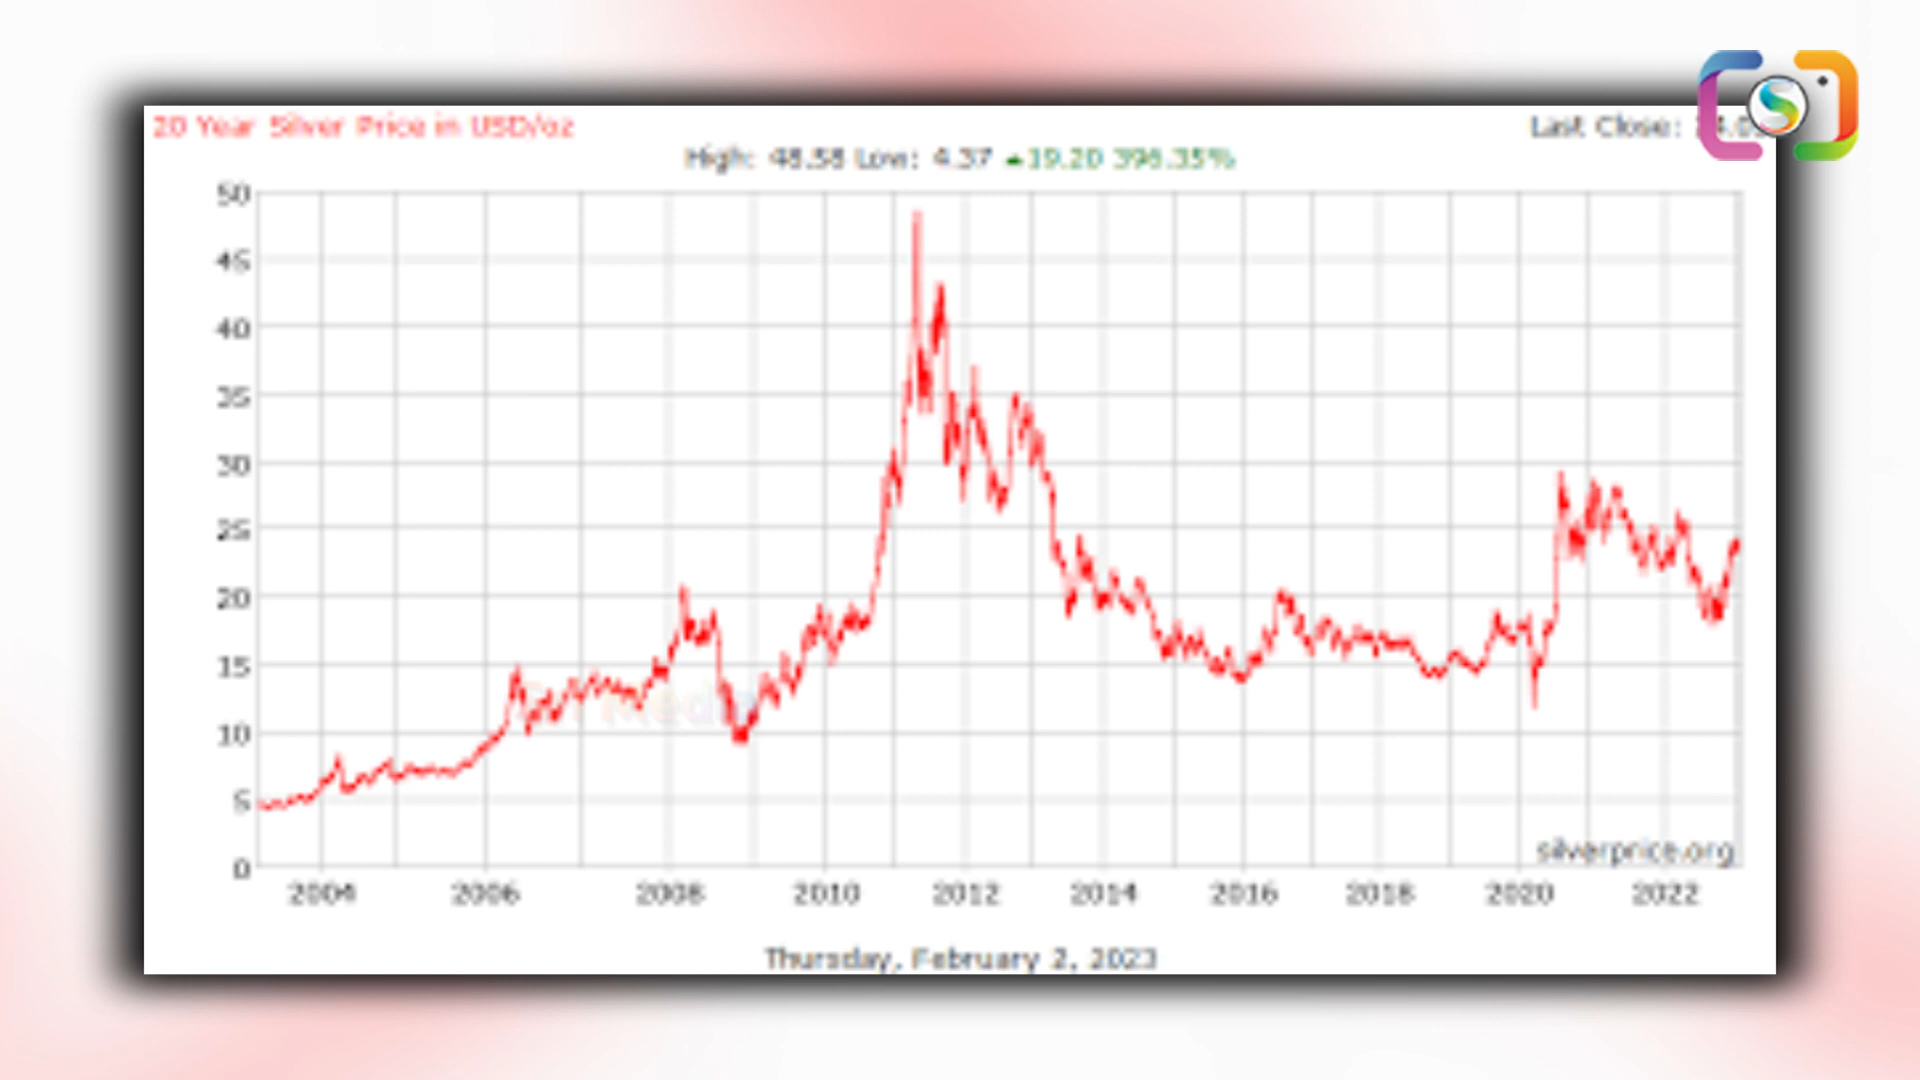 20 Year Silver Price in USD/oz
Last Close:
High: 48.58 Low: 4.37 ▲19.20 396.35%
50
45
40
35
30
25
20
15
10
5
0
silverprice.org
2004 2006 2008 2010 2012 2014 2016 2018 2020 2022
Thursday, February 2, 2023